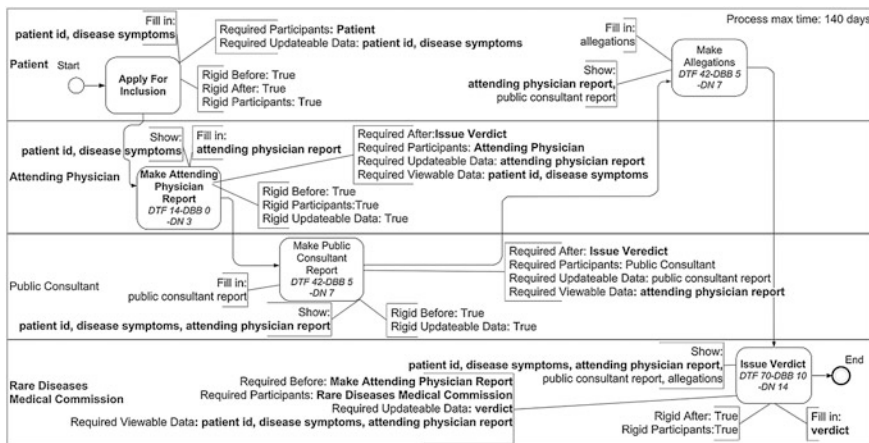 Fill in:
patient id, disease symptoms
Required Participants: Patient
Required Updateable Data: patient id, disease symptoms
Fill in:
allegations
Process max time: 140 days
Patient
Start
Apply For
Inclusion
Rigid Before: True
Rigid After: True
Rigid Participants: True
Show:
attending physician report,
public consultant report
Make
Allegations
DTF 42-DBB 5
-DN 7
Show:
patient id, disease symptoms
Fill in:
attending physician report
Required After:Issue Verdict
Required Participants: Attending Physician
Required Updateable Data: attending physician report
Required Viewable Data: patient id, disease symptoms
Attending Physician
Make Attending
Physician
Report
DTF 14-DBB 0
-DN 3
Rigid Before: True
Rigid Participants:True
Rigid Updateable Data: True
Public Consultant
Make Public
Consultant
Report
DTF 42-DBB 5
-DN 7
Fill in:
public consultant report
Required After: Issue Veredict
Required Participants: Public Consultant
Required Updateable Data: public consultant report
Required Viewable Data: attending physician report
Show:
patient id, disease symptoms, attending physician report
Rigid Before: True
Rigid Updateable Data: True
Rare Diseases
Medical Commission
Show:
patient id, disease symptoms, attending physician report,
public consultant report, allegations
Issue Verdict
DTF 70-DBB 10
-DN 14
End
Required Before: Make Attending Physician Report
Required Participants: Rare Diseases Medical Commission
Required Updateable Data: verdict
Required Viewable Data: patient id, disease symptoms, attending physician report
Rigid After: True
Rigid Participants:True
Fill in:
verdict